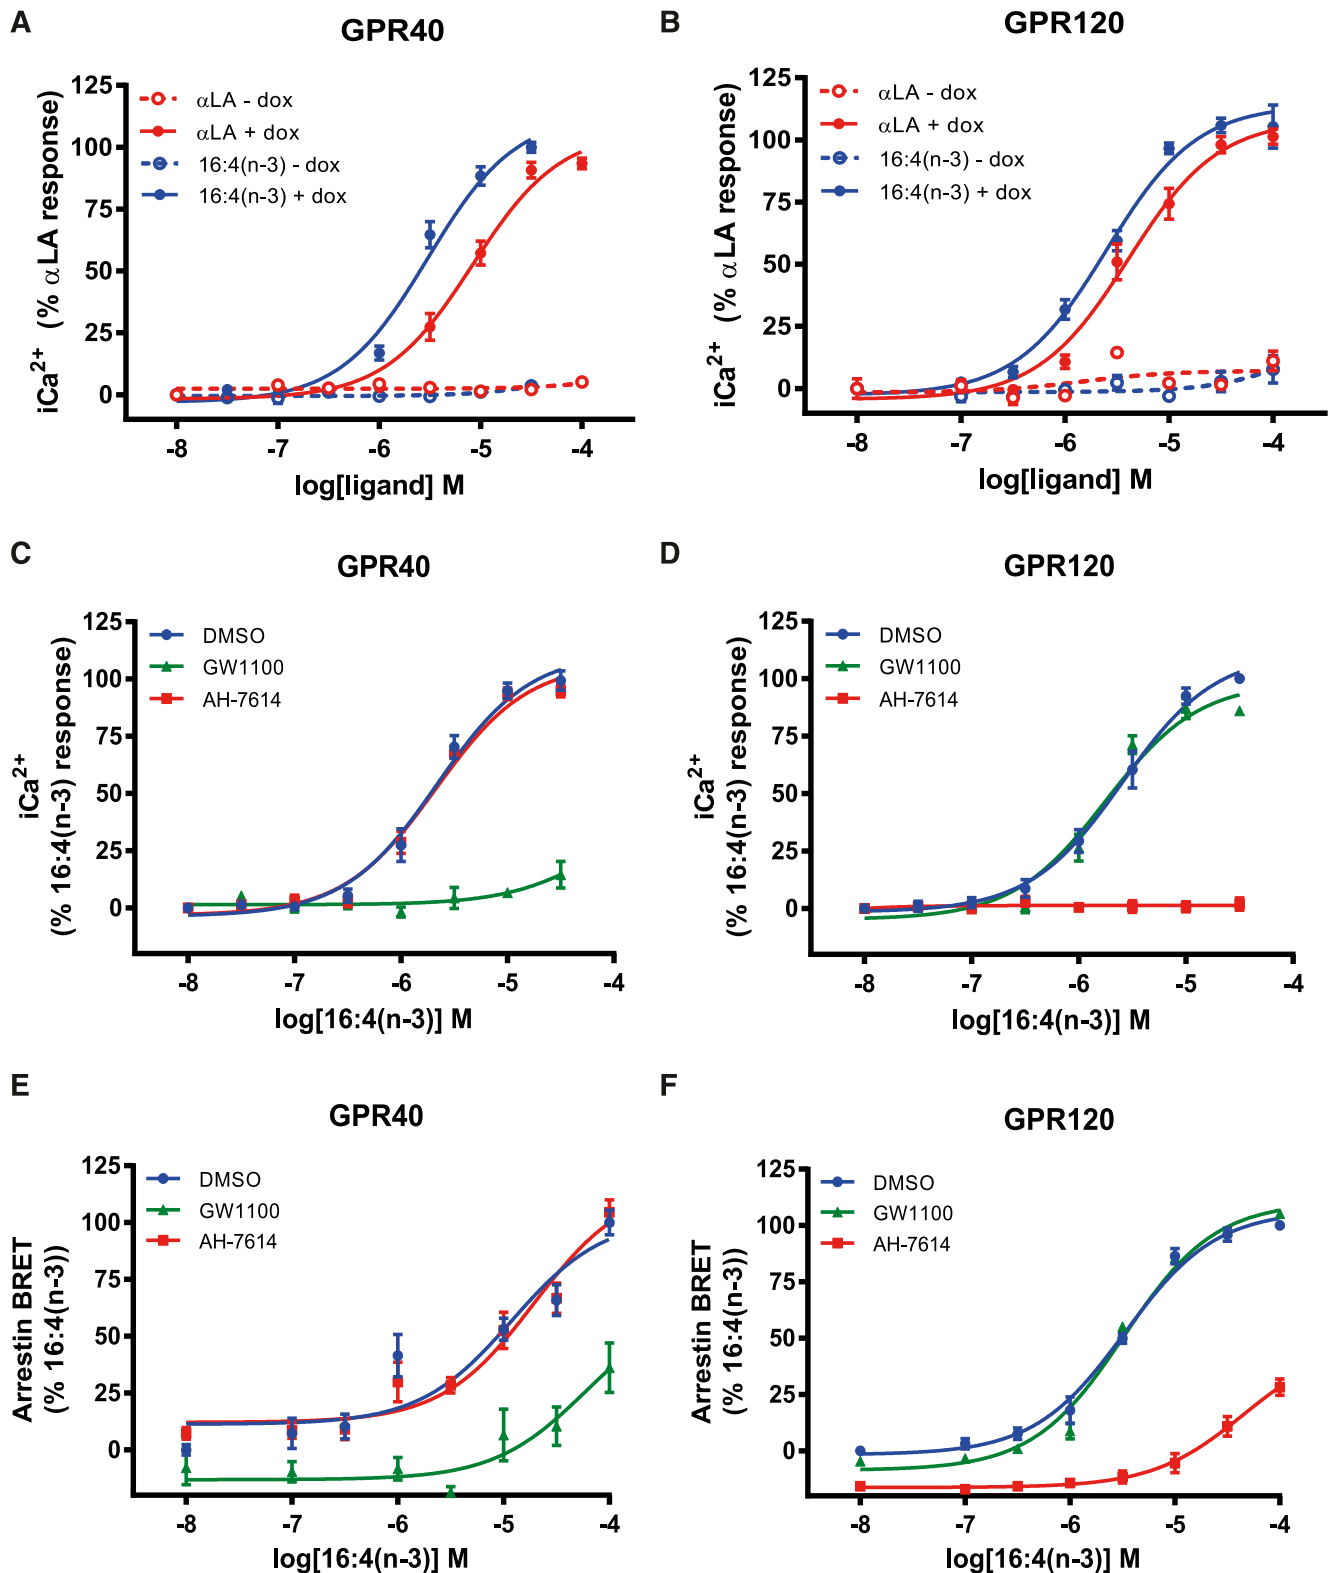 A
GPR40
125
100
75
50
25
0
iCa2+ (% αLA response)
αLA - dox
αLA + dox
16:4(n-3) - dox
16:4(n-3) + dox
-8 -7 -6 -5 -4
log[ligand] M
B
GPR120
125
100
75
50
25
0
iCa2+ (% αLA response)
αLA - dox
αLA + dox
16:4(n-3) - dox
16:4(n-3) + dox
-8 -7 -6 -5 -4
log[ligand] M
C
GPR40
125
100
75
50
25
0
iCa2+
(% 16:4(n-3) response)
DMSO
GW1100
AH-7614
-8 -7 -6 -5 -4
log[16:4(n-3)] M
D
GPR120
125
100
75
50
25
0
iCa2+
(% 16:4(n-3) response)
DMSO
GW1100
AH-7614
-8 -7 -6 -5 -4
log[16:4(n-3)] M
E
GPR40
125
100
75
50
25
0
Arrestin BRET
(% 16:4(n-3))
DMSO
GW1100
AH-7614
-8 -7 -6 -5 -4
log[16:4(n-3)] M
F
GPR120
125
100
75
50
25
0
Arrestin BRET
(% 16:4(n-3))
DMSO
GW1100
AH-7614
-8 -7 -6 -5 -4
log[16:4(n-3)] M